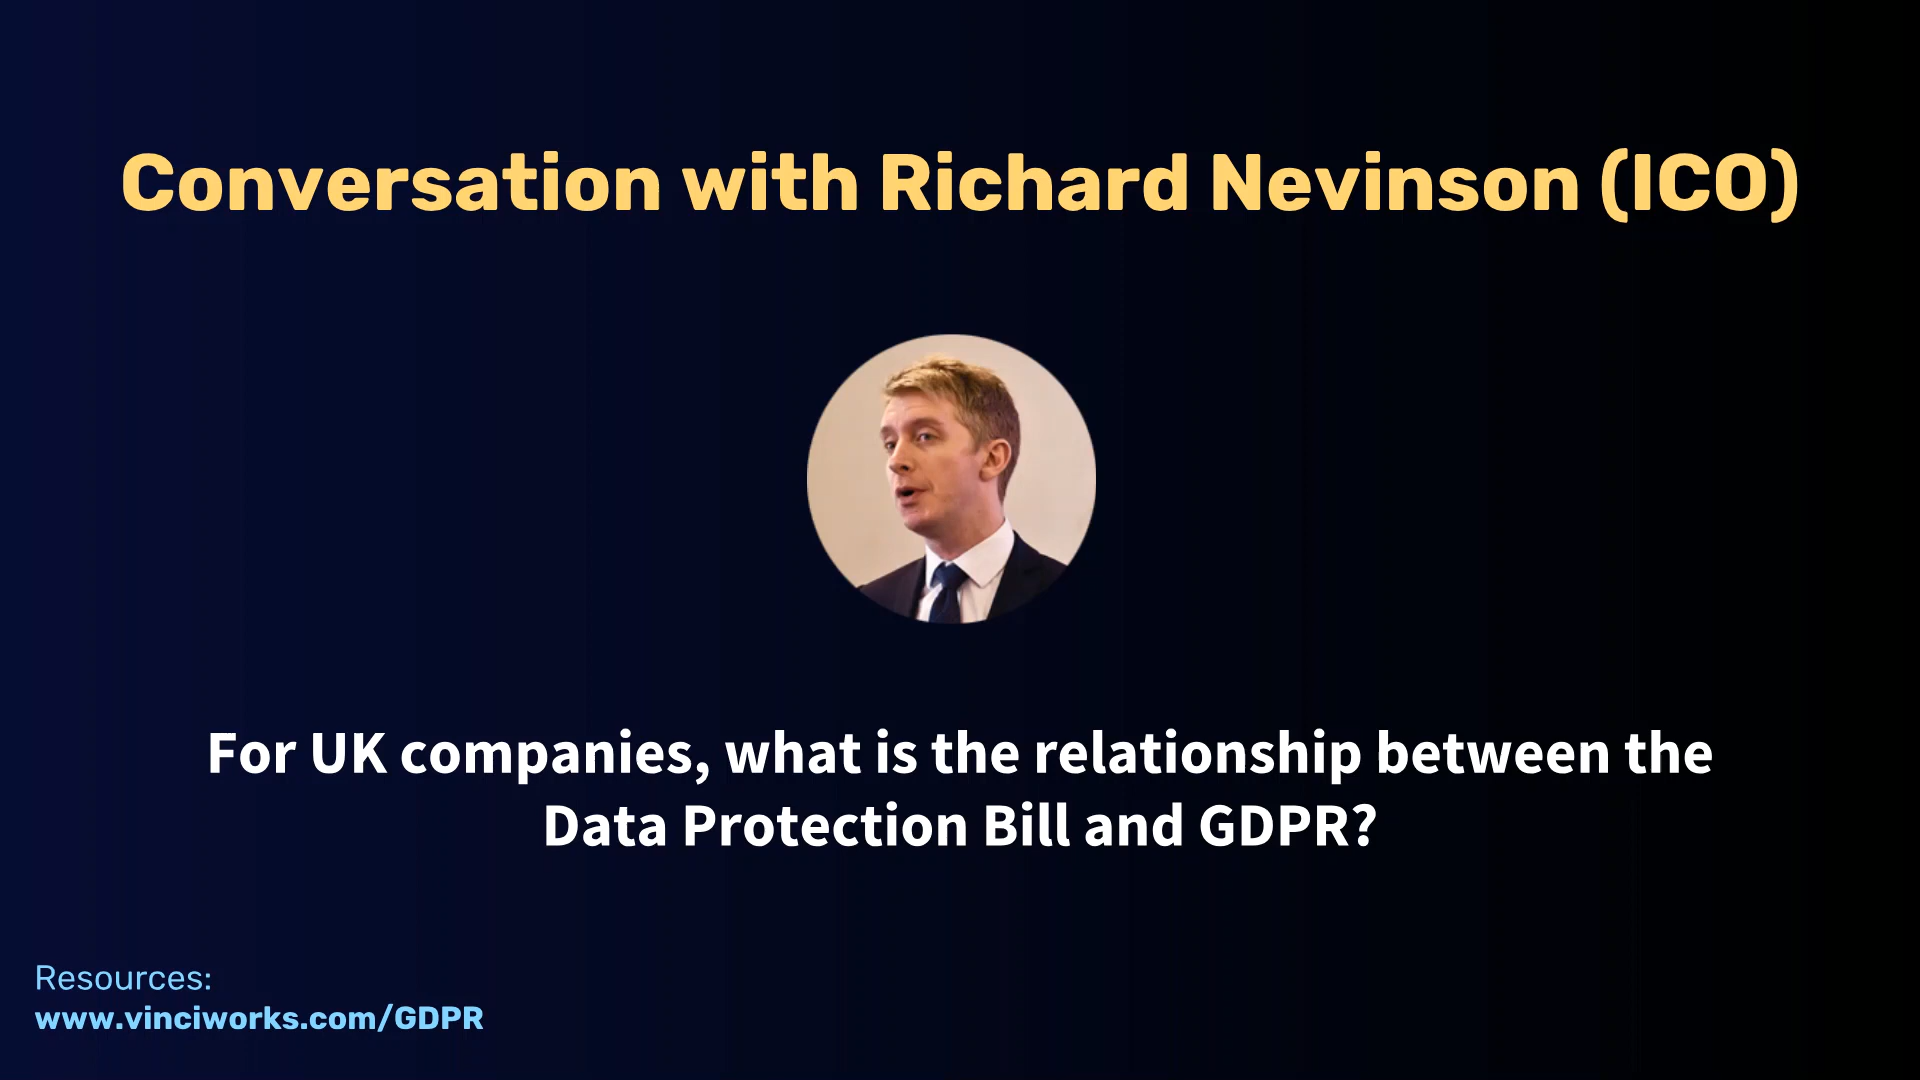 Conversation with Richard Nevinson (ICO)
For UK companies, what is the relationship between the
Data Protection Bill and GDPR?
Resources:
www.vinciworks.com/GDPR